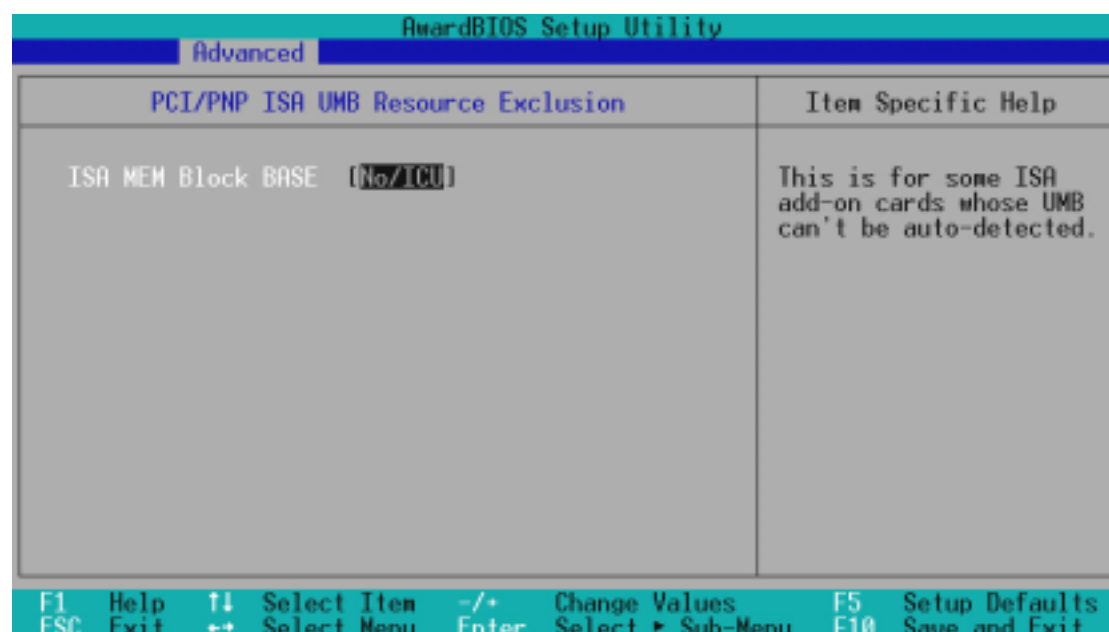 AwardBIOS Setup Utility
Advanced
PCI/PNP ISA UMB Resource Exclusion
Item Specific Help
ISA MEM Block BASE [No/ICU]
This is for some ISA
add-on cards whose UMB
can't be auto-detected.
F1 Help ↑↓ Select Item -/+ Change Values F5 Setup Defaults
ESC Exit ←→ Select Menu Enter Select ► Sub-Menu F10 Save and Exit